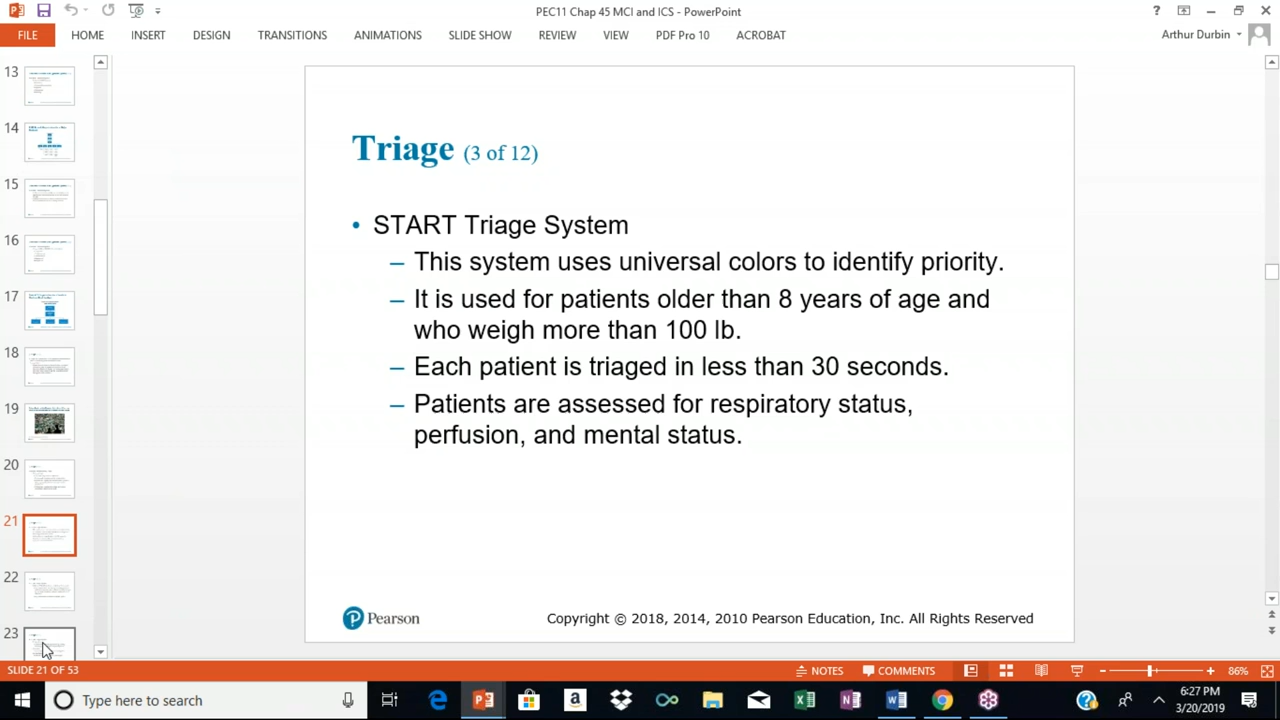 PEC11 Chap 45 MCI and ICS - PowerPoint
?
FILE HOME INSERT DESIGN TRANSITIONS ANIMATIONS SLIDE SHOW REVIEW VIEW PDF Pro 10 ACROBAT Arthur Durbin
13
14
15
16
17
18
19
20
21
22
23
Triage (3 of 12)
• START Triage System
– This system uses universal colors to identify priority.
– It is used for patients older than 8 years of age and
who weigh more than 100 lb.
– Each patient is triaged in less than 30 seconds.
– Patients are assessed for respiratory status,
perfusion, and mental status.
Pearson
Copyright © 2018, 2014, 2010 Pearson Education, Inc. All Rights Reserved
SLIDE 21 OF 53 NOTES COMMENTS 86%
Type here to search
6:27 PM
3/20/2019